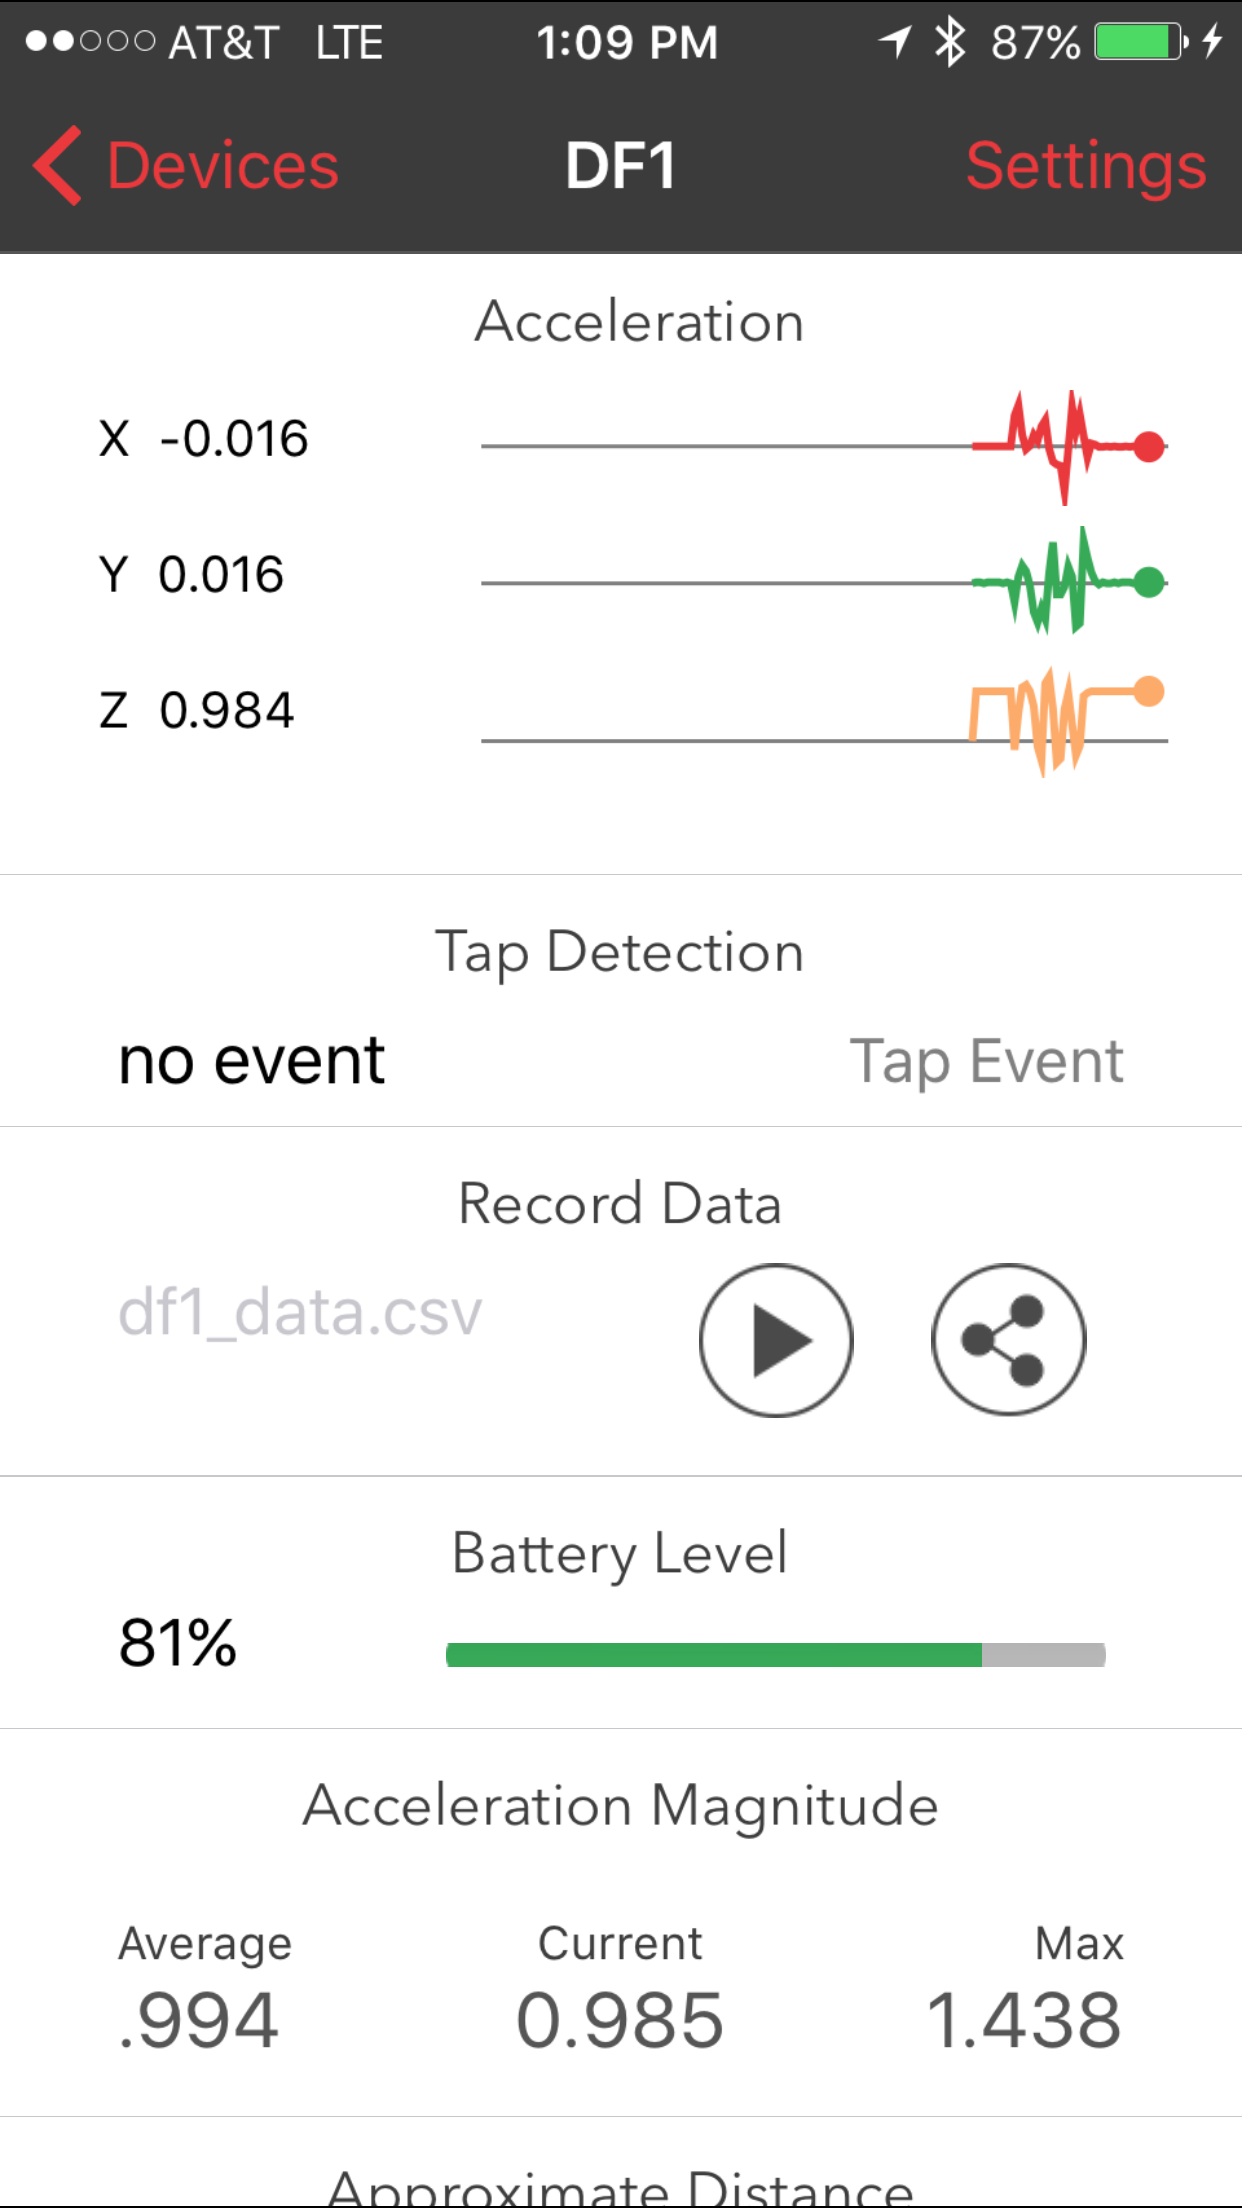 AT&T LTE 1:09 PM 87%
Devices DF1 Settings
Acceleration
X -0.016
Y 0.016
Z 0.984
Tap Detection
no event Tap Event
Record Data
df1_data.csv
Battery Level
81%
Acceleration Magnitude
Average Current Max
.994 0.985 1.438
Approximate Distance